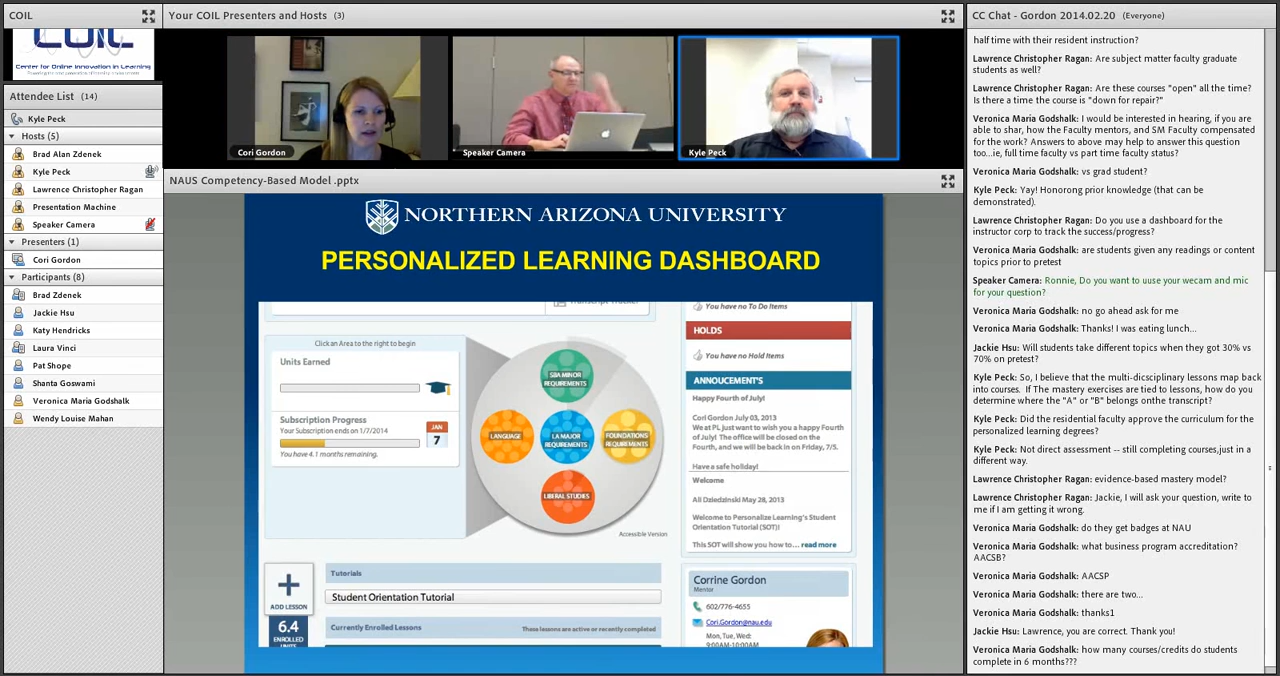 COIL
COIL
Center for Online Innovation in Learning
Attendee List (14)
Kyle Peck
Hosts (5)
Brad Alan Zdenek
Kyle Peck
Lawrence Christopher Ragan
Presentation Machine
Speaker Camera
Presenters (1)
Cori Gordon
Participants (8)
Brad Zdenek
Jackie Hsu
Katy Hendricks
Laura Vinci
Pat Shope
Shanta Goswami
Veronica Maria Godshalk
Wendy Louise Mahan
Your COIL Presenters and Hosts (3)
Cori Gordon
Speaker Camera
Kyle Peck
NAUS Competency-Based Model .pptx
NORTHERN ARIZONA UNIVERSITY
PERSONALIZED LEARNING DASHBOARD
Transcript Tracker
Click an Area to the right to begin
Units Earned
Subscription Progress
Your Subscription ends on 1/7/2014
JAN
7
You have 4.1 months remaining.
SBA MINOR
REQUIREMENTS
LANGUAGE
LA MAJOR
REQUIREMENTS
FOUNDATIONS
REQUIREMENTS
LIBERAL STUDIES
Accessible Version
ADD LESSON
6.4
ENROLLED
UNITS
Tutorials
Student Orientation Tutorial
Currently Enrolled Lessons
These lessons are active or recently completed
You have no To Do Items
HOLDS
You have no Hold Items
ANNOUCEMENT'S
Happy Fourth of July!
Cori Gordon July 03, 2013
We at PL just want to wish you a happy Fourth
of July! The office will be closed on the
Fourth, and we will be back in on Friday, 7/5.
Have a safe holiday!
Welcome
Ali Dziedzinski May 28, 2013
Welcome to Personalize Learning's Student
Orientation Tutorial (SOT)!
This SOT will show you how to... read more
Corrine Gordon
Mentor
602/776-4655
Cori.Gordon@nau.edu
Mon, Tue, Wed:
9:00AM-10:00AM
CC Chat - Gordon 2014.02.20 (Everyone)
half time with their resident instruction?
Lawrence Christopher Ragan: Are subject matter faculty graduate
students as well?
Lawrence Christopher Ragan: Are these courses "open" all the time?
Is there a time the course is "down for repair?"
Veronica Maria Godshalk: I would be interested in hearing, if you are
able to share, how the Faculty mentors, and SM Faculty compensated
for the work? Answers to above may help to answer this question
too...ie, full time faculty vs part time faculty status?
Veronica Maria Godshalk: vs grad student?
Kyle Peck: Yay! Honorong prior knowledge (that can be
demonstrated).
Lawrence Christopher Ragan: Do you use a dashboard for the
instructor corp to track the success/progress?
Veronica Maria Godshalk: are students given any readings or content
topics prior to pretest
Speaker Camera: Ronnie, Do you want to uuse your wecam and mic
for your question?
Veronica Maria Godshalk: no go ahead ask for me
Veronica Maria Godshalk: Thanks! I was eating lunch...
Jackie Hsu: Will students take different topics when they got 30% vs
70% on pretest?
Kyle Peck: So, I believe that the multi-dicsciplinary lessons map back
into courses. If The mastery exercises are tied to lessons, how do you
determine where the "A" or "B" belongs onthe transcript?
Kyle Peck: Did the residential faculty approve the curriculum for the
personalized learning degrees?
Kyle Peck: Not direct assessment -- still completing courses,just in a
different way.
Lawrence Christopher Ragan: evidence-based mastery model?
Lawrence Christopher Ragan: Jackie, I will ask your question, write to
me if I am getting it wrong.
Veronica Maria Godshalk: do they get badges at NAU
Veronica Maria Godshalk: what business program accreditation?
AACSB?
Veronica Maria Godshalk: AACSP
Veronica Maria Godshalk: there are two...
Veronica Maria Godshalk: thanks1
Jackie Hsu: Lawrence, you are correct. Thank you!
Veronica Maria Godshalk: how many courses/credits do students
complete in 6 months???